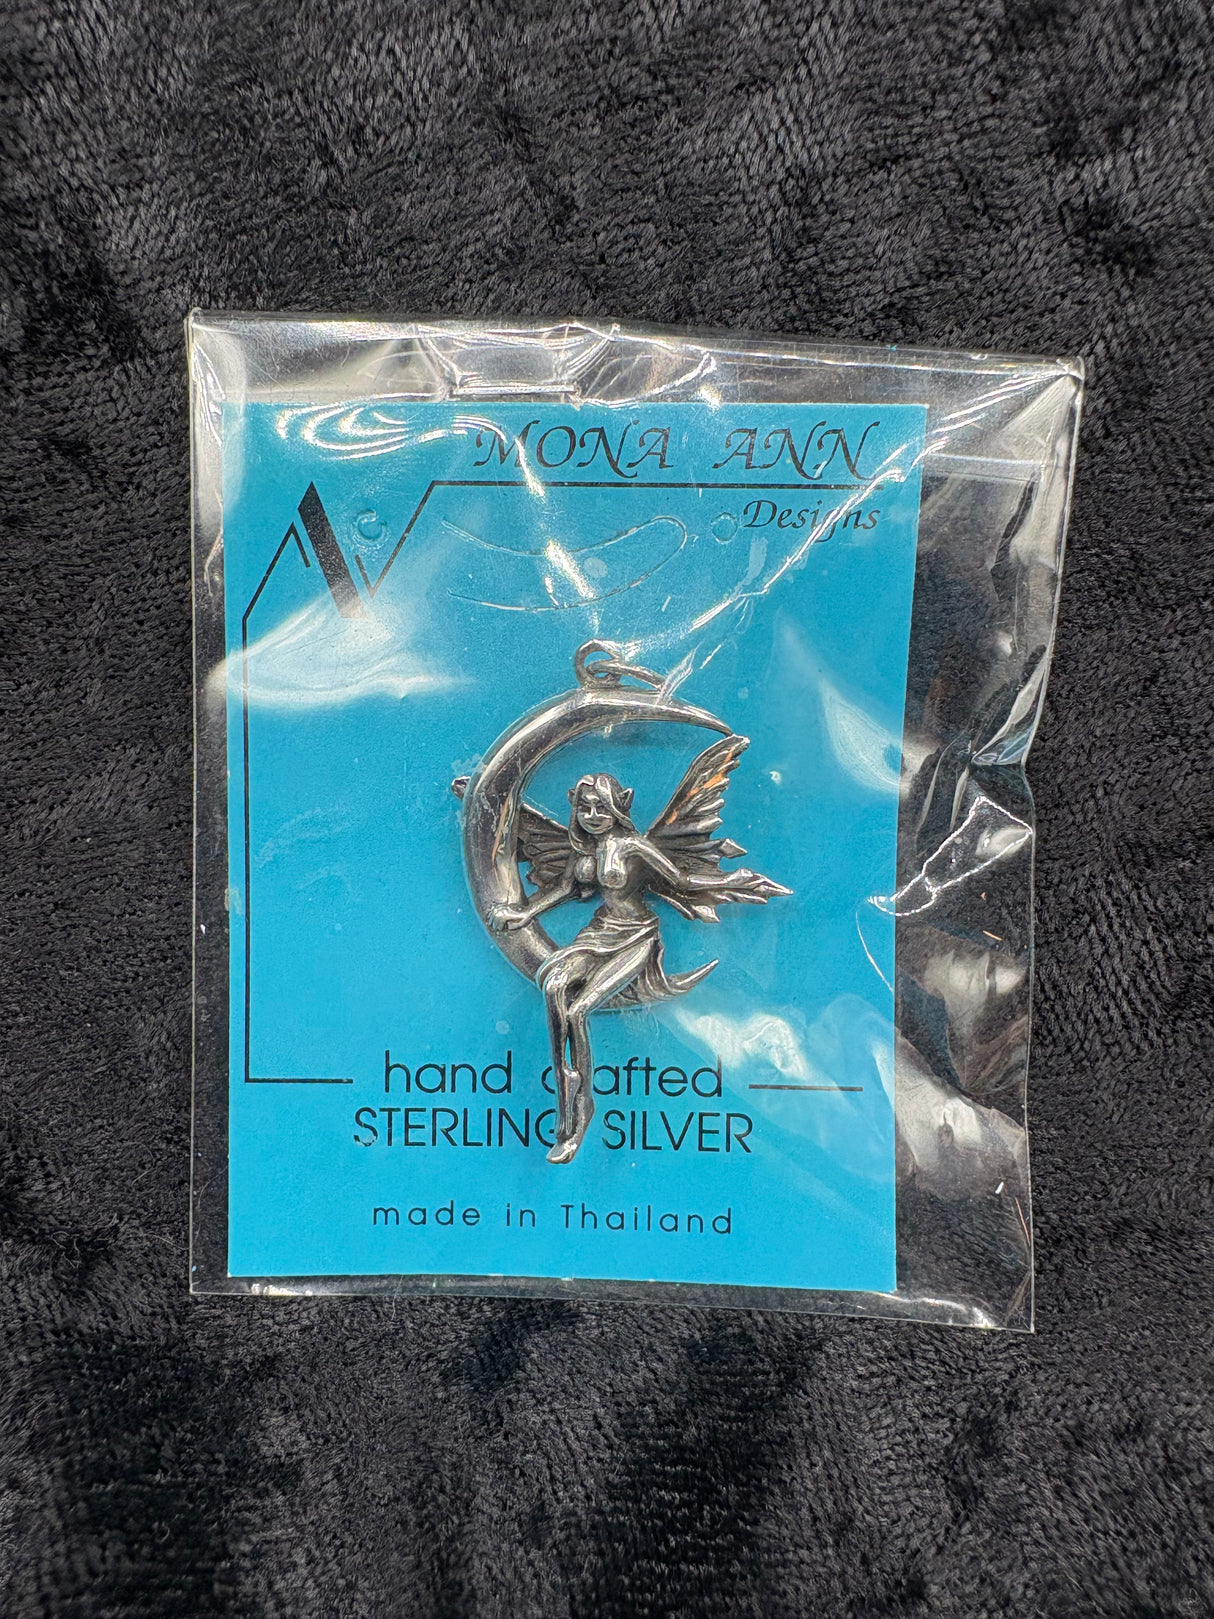 MONA ANN
Designs
hand crafted
STERLING SILVER
made in Thailand